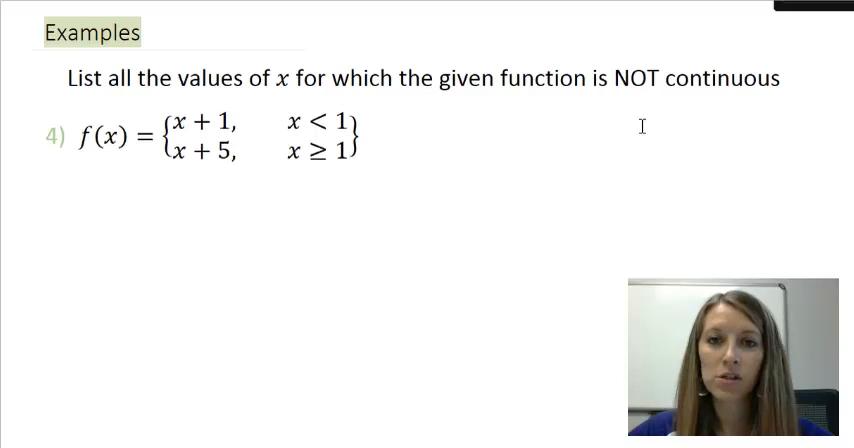 Examples
List all the values of x for which the given function is NOT continuous
4) f(x) = {x + 1, x < 1
x + 5, x ≥ 1}